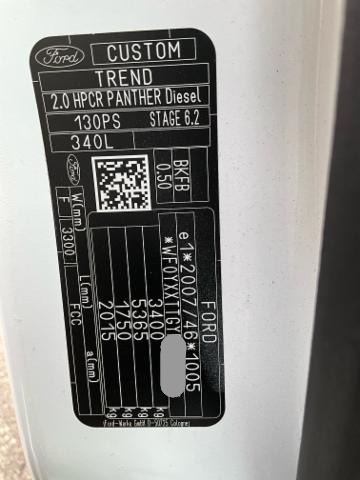 Ford CUSTOM
TREND
2.0 HPCR PANTHER Diesel
130PS STAGE 6.2
340L
BKFB
0.50
Ford
FORD
e1*2007/46*1005
*WF0YXXTTGY
3400 kg
5365 kg
1750 kg
2015 kg
W(mm) L(mm) a(mm)
F 3300 FCC
(Ford-Werke GmbH D-50725 Cologne)